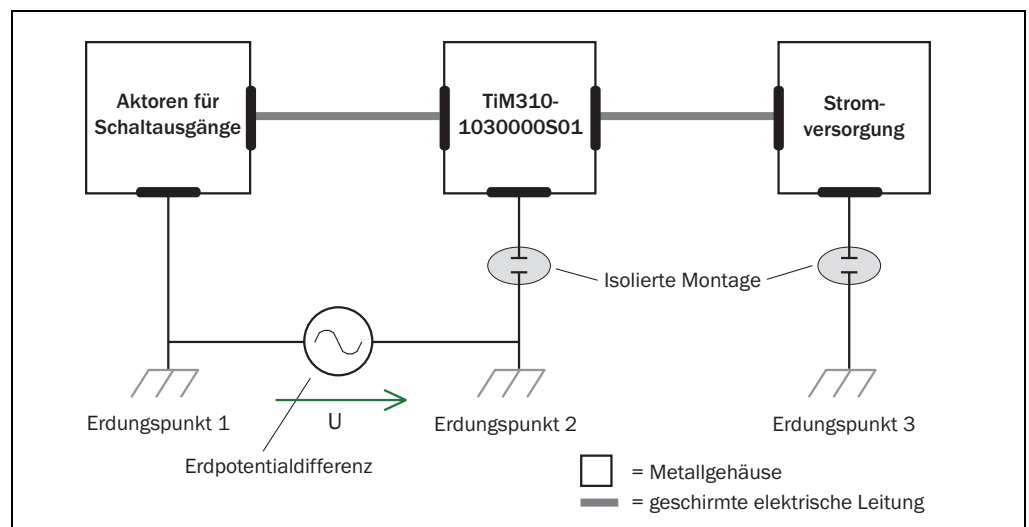 Aktoren für
Schaltausgänge
TiM310-
1030000S01
Strom-
versorgung
Isolierte Montage
Erdungspunkt 1
U
Erdungspunkt 2
Erdungspunkt 3
Erdpotentialdifferenz
= Metallgehäuse
= geschirmte elektrische Leitung